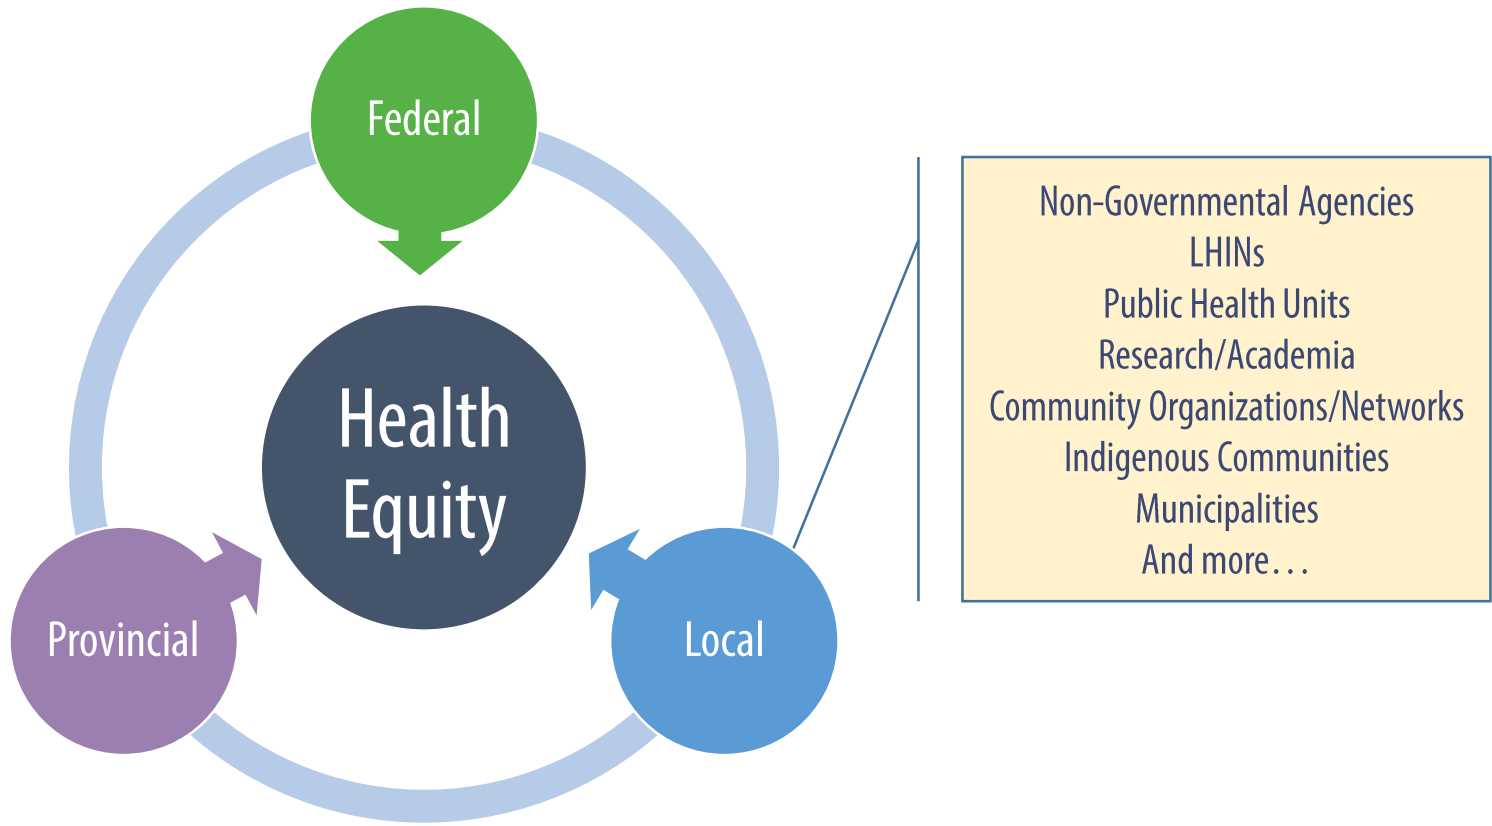 Federal
Health
Equity
Provincial
Local
Non-Governmental Agencies
LHINs
Public Health Units
Research/Academia
Community Organizations/Networks
Indigenous Communities
Municipalities
And more…